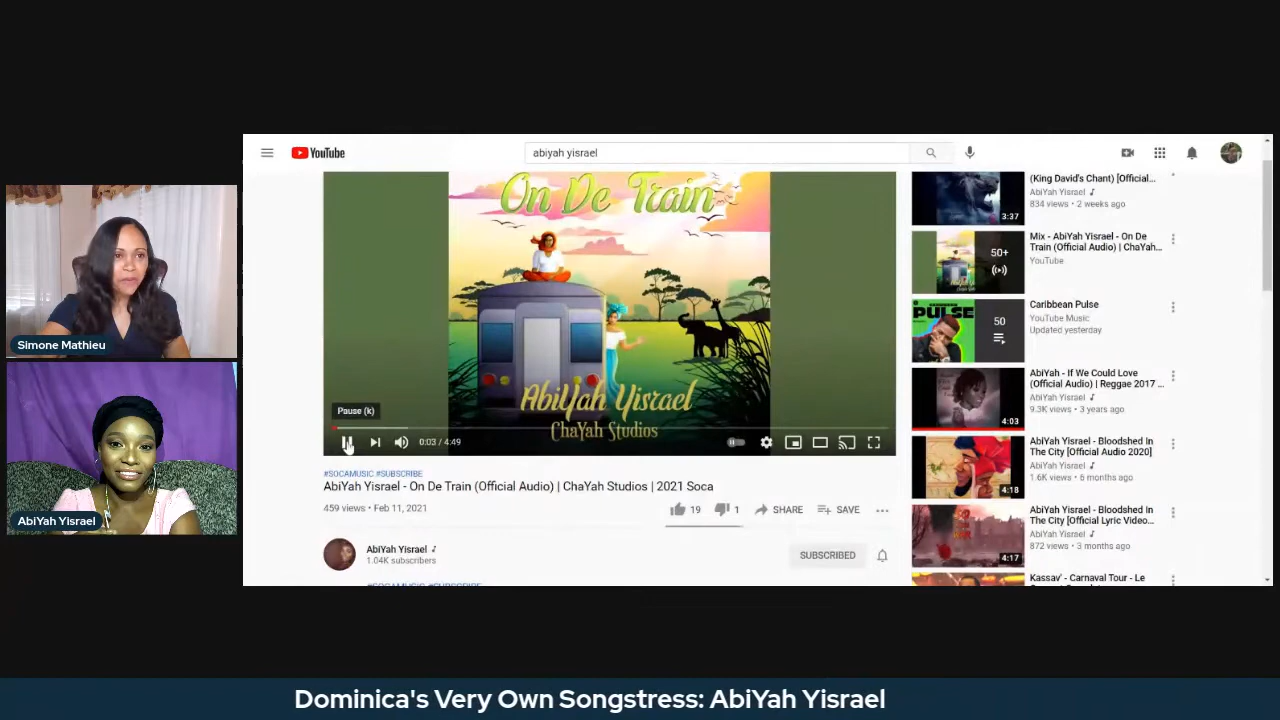 YouTube
abiyah yisrael
On De Train
AbiYah Yisrael
ChaYah Studios
Pause (k)
0:03 / 4:49
#SOCAMUSIC #SUBSCRIBE
AbiYah Yisrael - On De Train (Official Audio) | ChaYah Studios | 2021 Soca
459 views • Feb 11, 2021
19
1
SHARE
SAVE
AbiYah Yisrael
1.04K subscribers
SUBSCRIBED
#SOCAMUSIC #SUBSCRIBE
(King David's Chant) [Official...
AbiYah Yisrael
834 views • 2 weeks ago
3:37
Mix - AbiYah Yisrael - On De
Train (Official Audio) | ChaYah...
YouTube
50+
Caribbean Pulse
YouTube Music
Updated yesterday
PULSE
50
AbiYah - If We Could Love
(Official Audio) | Reggae 2017 ...
AbiYah Yisrael
9.3K views • 3 years ago
4:03
AbiYah Yisrael - Bloodshed In
The City [Official Audio 2020]
AbiYah Yisrael
1.6K views • 6 months ago
4:18
AbiYah Yisrael - Bloodshed In
The City [Official Lyric Video...
AbiYah Yisrael
872 views • 3 months ago
4:17
Kassav' - Carnaval Tour - Le
Simone Mathieu
AbiYah Yisrael
Dominica's Very Own Songstress: AbiYah Yisrael